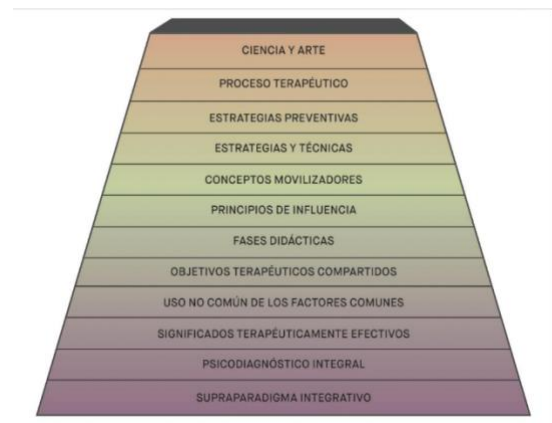 CIENCIA Y ARTE
PROCESO TERAPÉUTICO
ESTRATEGIAS PREVENTIVAS
ESTRATEGIAS Y TÉCNICAS
CONCEPTOS MOVILIZADORES
PRINCIPIOS DE INFLUENCIA
FASES DIDÁCTICAS
OBJETIVOS TERAPÉUTICOS COMPARTIDOS
USO NO COMÚN DE LOS FACTORES COMUNES
SIGNIFICADOS TERAPÉUTICAMENTE EFECTIVOS
PSICODIAGNÓSTICO INTEGRAL
SUPRAPARADIGMA INTEGRATIVO